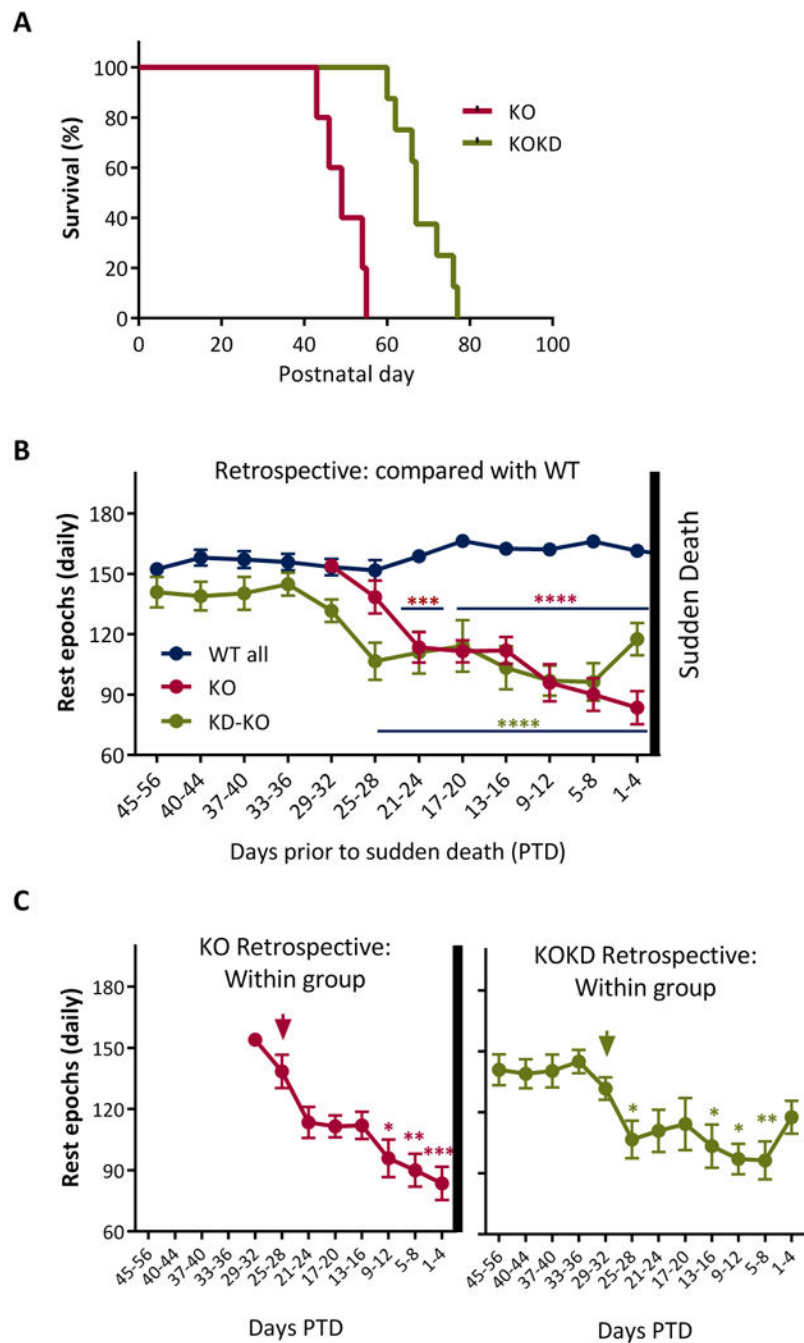 A
100
80
60
40
20
0
Survival (%)
KO
KOKD
0 20 40 60 80 100
Postnatal day
B
Retrospective: compared with WT
180
150
120
90
60
Rest epochs (daily)
***
****
WT all
KO
KD-KO
****
Sudden Death
45-56 40-44 37-40 33-36 29-32 25-28 21-24 17-20 13-16 9-12 5-8 1-4
Days prior to sudden death (PTD)
C
KO Retrospective:
Within group
180
150
120
90
60
Rest epochs (daily)
* ** ***
45-56 40-44 37-40 33-36 29-32 25-28 21-24 17-20 13-16 9-12 5-8 1-4
Days PTD
KOKD Retrospective:
Within group
* * * **
45-56 40-44 37-40 33-36 29-32 25-28 21-24 17-20 13-16 9-12 5-8 1-4
Days PTD